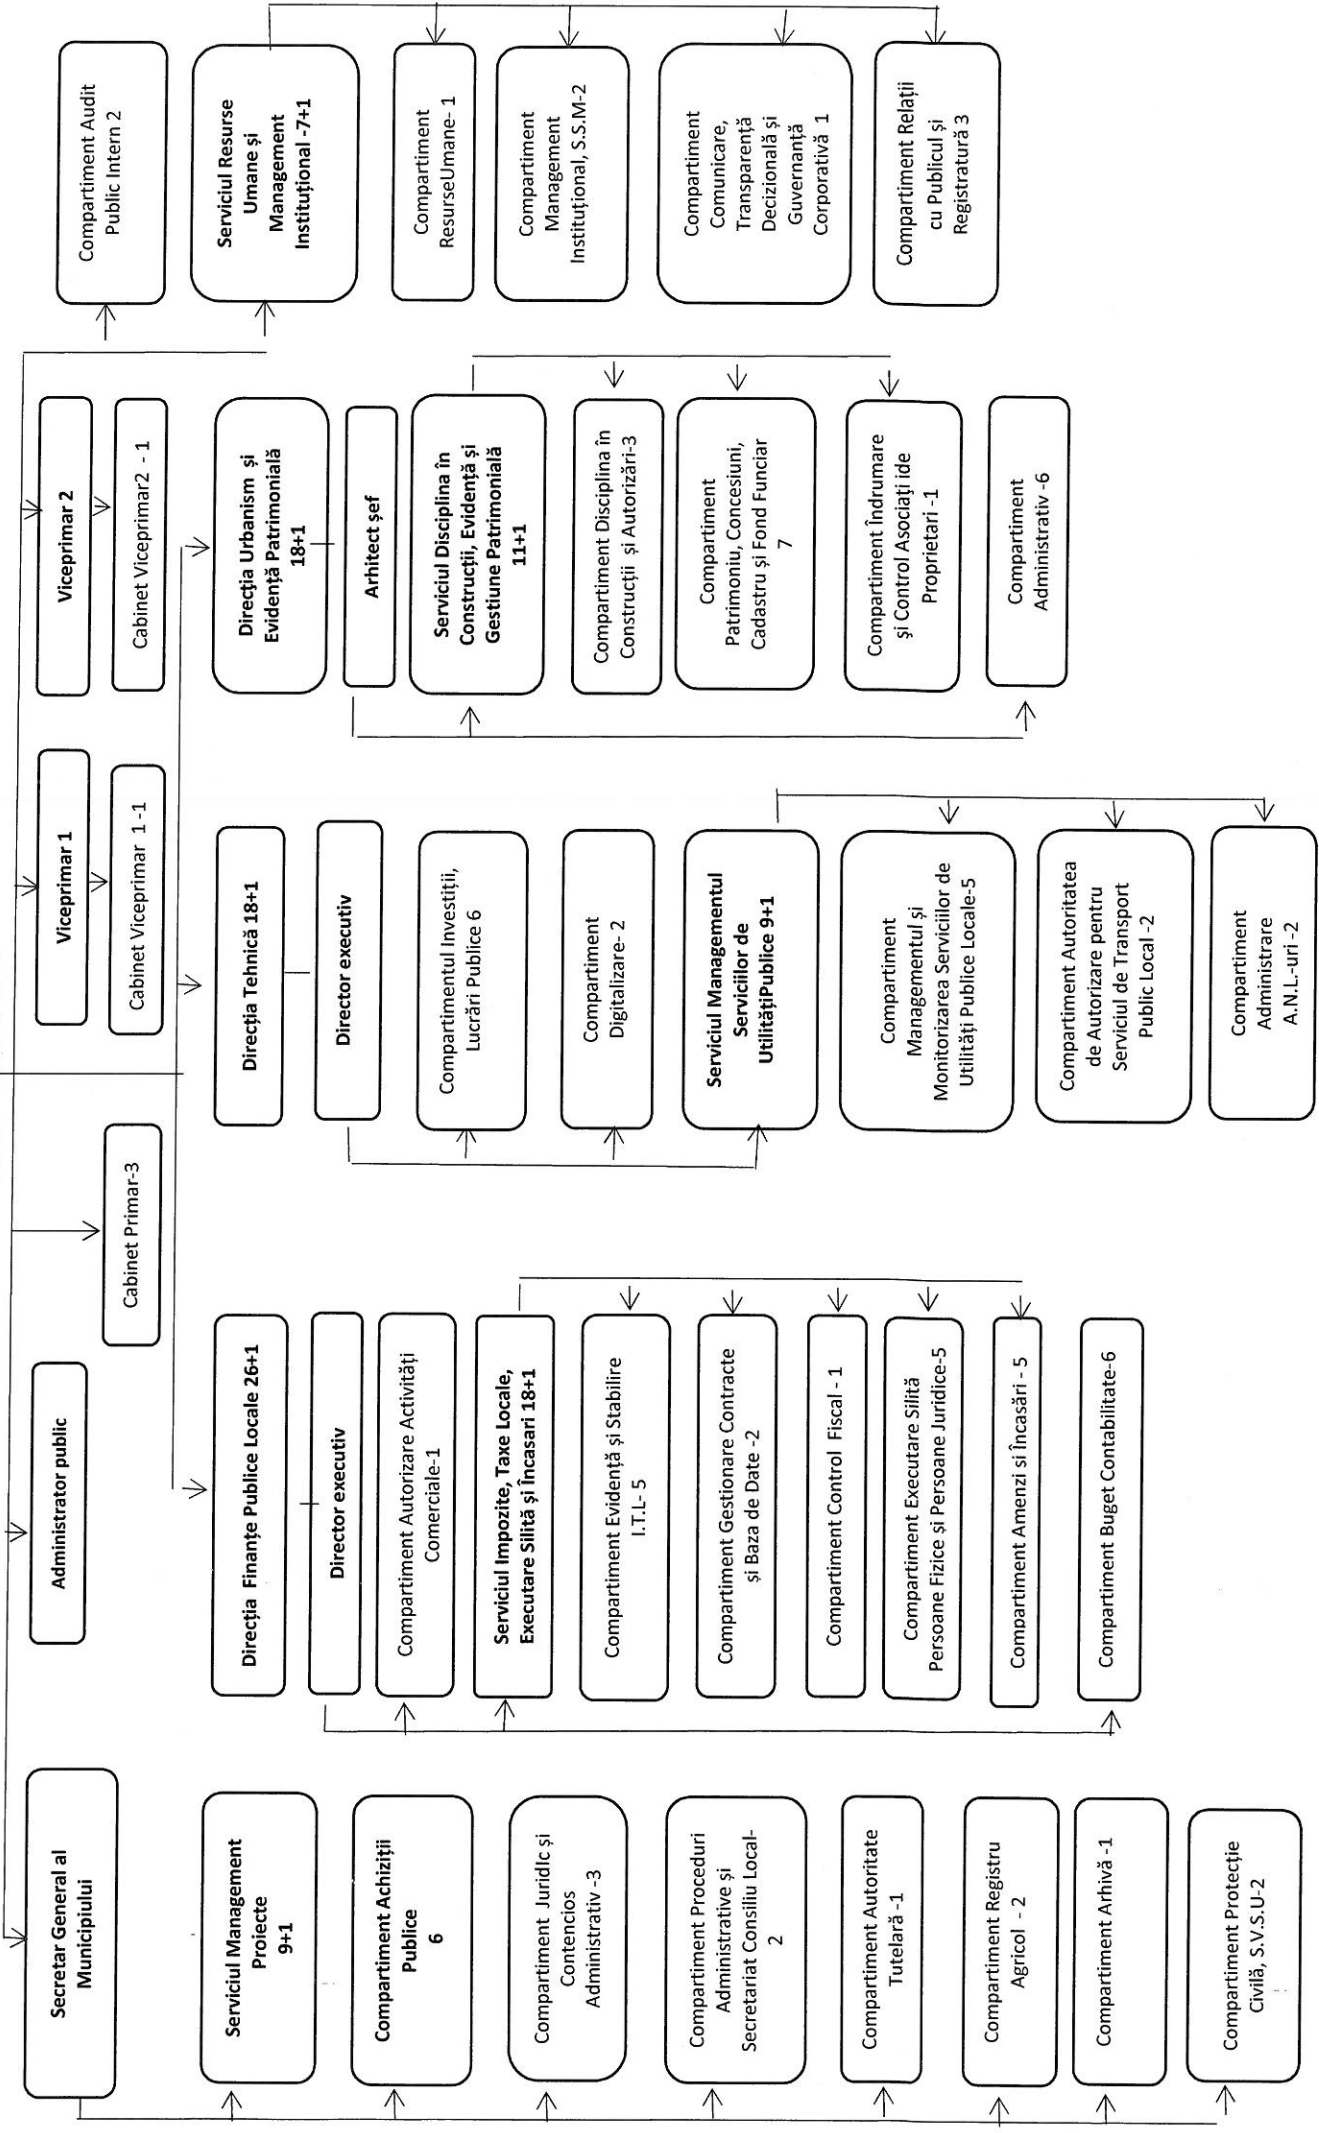 Secretar General al
Municipiului
Serviciul Management
Proiecte
9+1
Compartiment Achiziții
Publice
6
Compartiment Juridic și
Contencios
Administrativ -3
Compartiment Proceduri
Administrative și
Secretariat Consiliu Local-
2
Compartiment Autoritate
Tutelară -1
Compartiment Registru
Agricol - 2
Compartiment Arhivă -1
Compartiment Protecție
Civilă, S.V.S.U-2
Administrator public
Cabinet Primar-3
Direcția Finanțe Publice Locale 26+1
Director executiv
Compartiment Autorizare Activități
Comerciale-1
Serviciul Impozite, Taxe Locale,
Executare Silită și Încasari 18+1
Compartiment Evidență și Stabilire
I.T.L- 5
Compartiment Gestionare Contracte
și Baza de Date -2
Compartiment Control Fiscal - 1
Compartiment Executare Silită
Persoane Fizice și Persoane Juridice-5
Compartiment Amenzi si Încasări - 5
Compartiment Buget Contabilitate-6
Viceprimar 1
Cabinet Viceprimar 1 -1
Direcția Tehnică 18+1
Director executiv
Compartimentul Investiții,
Lucrări Publice 6
Compartiment
Digitalizare- 2
Serviciul Managementul
Serviciilor de
UtilitățiPublice 9+1
Compartiment
Managementul și
Monitorizarea Serviciilor de
Utilități Publice Locale-5
Compartiment Autoritatea
de Autorizare pentru
Serviciul de Transport
Public Local -2
Compartiment
Administrare
A.N.L.-uri -2
Viceprimar 2
Cabinet Viceprimar2 - 1
Direcția Urbanism și
Evidență Patrimonială
18+1
Arhitect șef
Serviciul Disciplina în
Construcții, Evidență și
Gestiune Patrimonială
11+1
Compartiment Disciplina în
Construcții și Autorizări-3
Compartiment
Patrimoniu, Concesiuni,
Cadastru și Fond Funciar
7
Compartiment Îndrumare
și Control Asociați ide
Proprietari -1
Compartiment
Administrativ -6
Compartiment Audit
Public Intern 2
Serviciul Resurse
Umane și
Management
Instituțional -7+1
Compartiment
ResurseUmane- 1
Compartiment
Management
Instituțional, S.S.M-2
Compartiment
Comunicare,
Transparență
Decizională și
Guvernanță
Corporativă 1
Compartiment Relații
cu Publicul și
Registratură 3